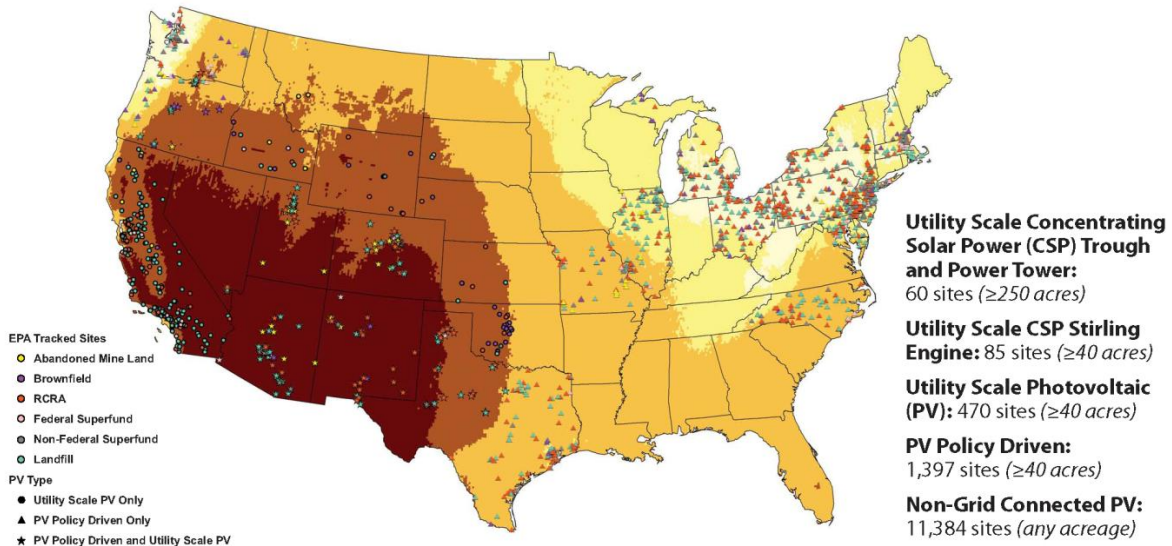 EPA Tracked Sites
Abandoned Mine Land
Brownfield
RCRA
Federal Superfund
Non-Federal Superfund
Landfill
PV Type
Utility Scale PV Only
PV Policy Driven Only
PV Policy Driven and Utility Scale PV
Utility Scale Concentrating
Solar Power (CSP) Trough
and Power Tower:
60 sites (≥250 acres)
Utility Scale CSP Stirling
Engine: 85 sites (≥40 acres)
Utility Scale Photovoltaic
(PV): 470 sites (≥40 acres)
PV Policy Driven:
1,397 sites (≥40 acres)
Non-Grid Connected PV:
11,384 sites (any acreage)